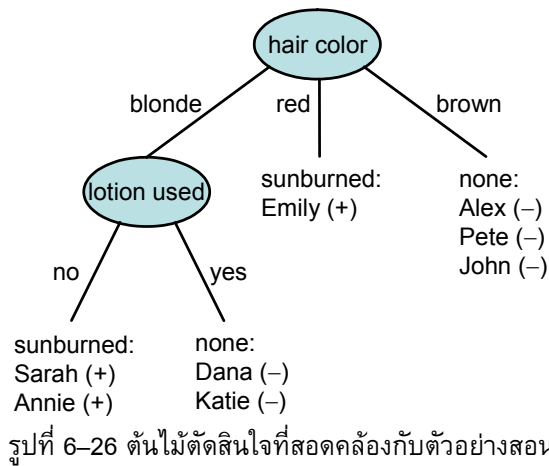 hair color
blonde
red
brown
lotion used
sunburned:
Emily (+)
none:
Alex (–)
Pete (–)
John (–)
no
yes
sunburned:
Sarah (+)
Annie (+)
none:
Dana (–)
Katie (–)
รูปที่ 6–26 ต้นไม้ตัดสินใจที่สอดคล้องกับตัวอย่างสอน